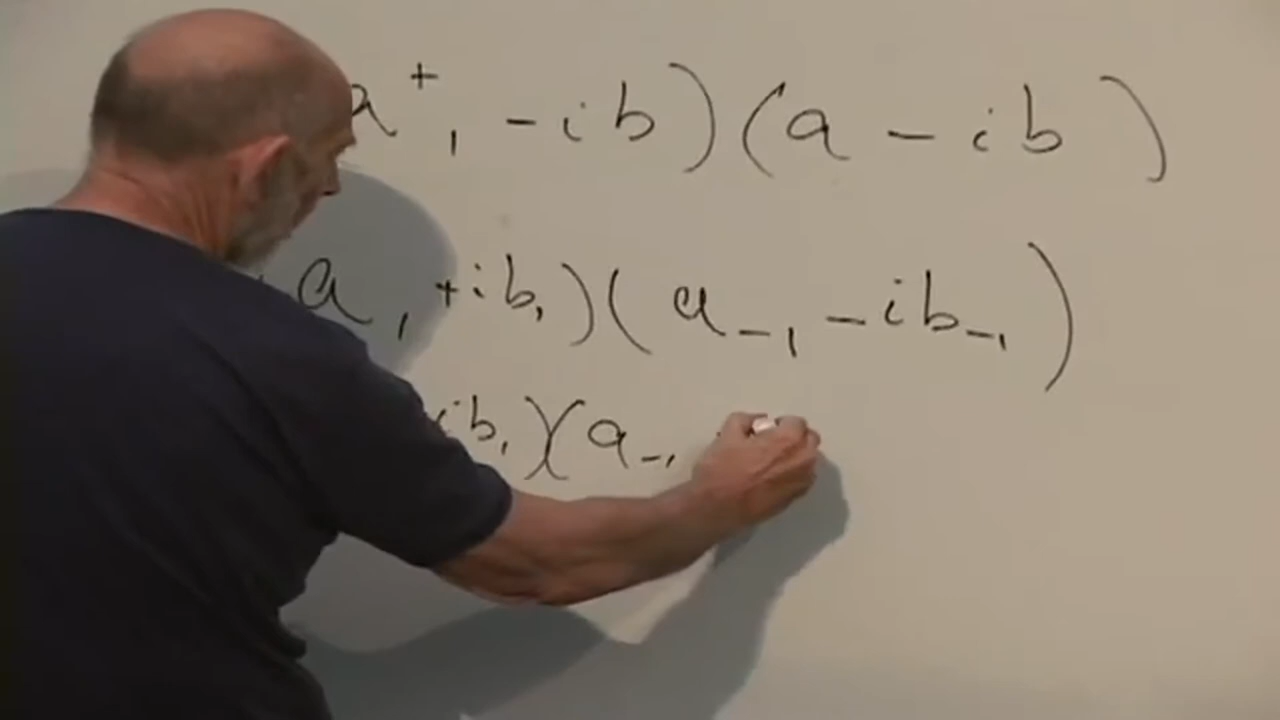 a⁺₁ - ib)(a - ib)
a₁ + ib₁)(a₋₁ - ib₋₁)
ib₁)(a₋₁